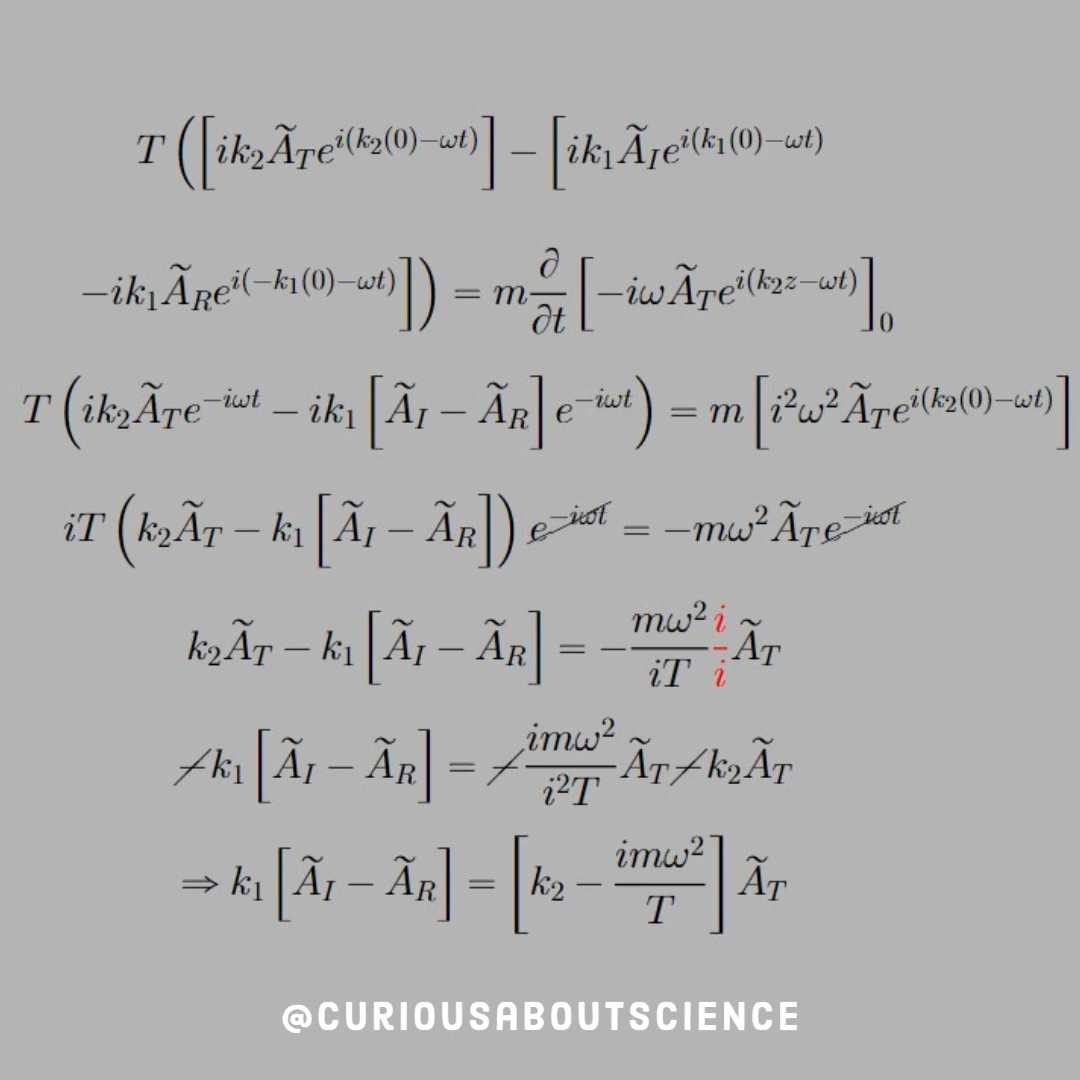 T ([ik₂Ã_T e^{i(k₂(0)−ωt)}] − [ik₁Ã_I e^{i(k₁(0)−ωt)}
−ik₁Ã_R e^{i(−k₁(0)−ωt)}]) = m ∂/∂t [−iωÃ_T e^{i(k₂z−ωt)}]₀
T (ik₂Ã_T e^{−iωt} − ik₁ [Ã_I − Ã_R] e^{−iωt}) = m [i²ω²Ã_T e^{i(k₂(0)−ωt)}]
iT (k₂Ã_T − k₁ [Ã_I − Ã_R]) e^{−iωt} = −mω²Ã_T e^{−iωt}
k₂Ã_T − k₁ [Ã_I − Ã_R] = − mω²/iT i/i Ã_T
−k₁ [Ã_I − Ã_R] = − imω²/i²T Ã_T − k₂Ã_T
⇒ k₁ [Ã_I − Ã_R] = [k₂ − imω²/T] Ã_T
@CURIOUSABOUTSCIENCE